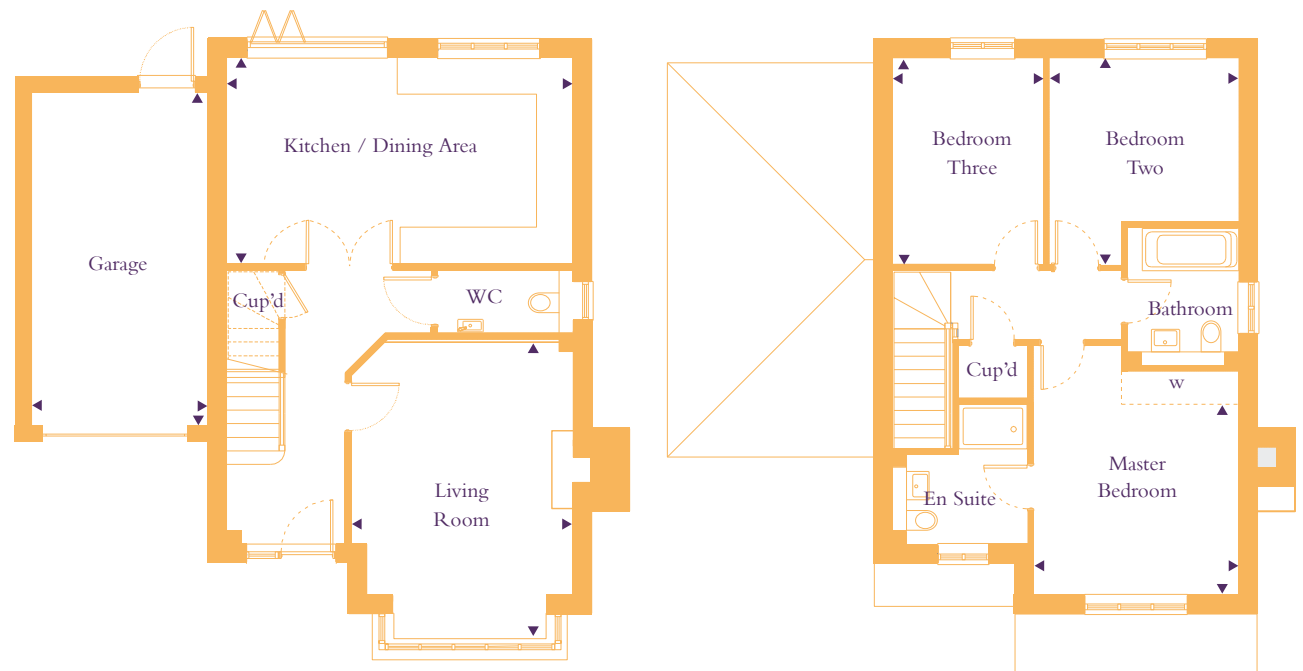 Kitchen / Dining Area
Garage
Cup'd
WC
Living
Room
Bedroom
Three
Bedroom
Two
Bathroom
Cup'd
w
Master
Bedroom
En Suite